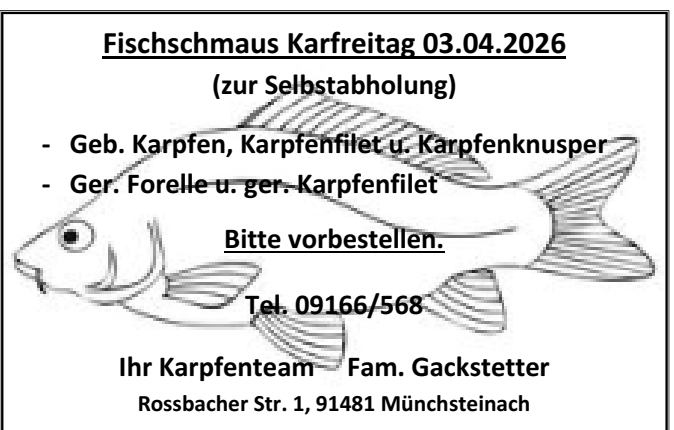 Fischschmaus Karfreitag 03.04.2026
(zur Selbstabholung)
- Geb. Karpfen, Karpfenfilet u. Karpfenknusper
- Ger. Forelle u. ger. Karpfenfilet
Bitte vorbestellen.
Tel. 09166/568
Ihr Karpfenteam Fam. Gackstetter
Rossbacher Str. 1, 91481 Münchsteinach